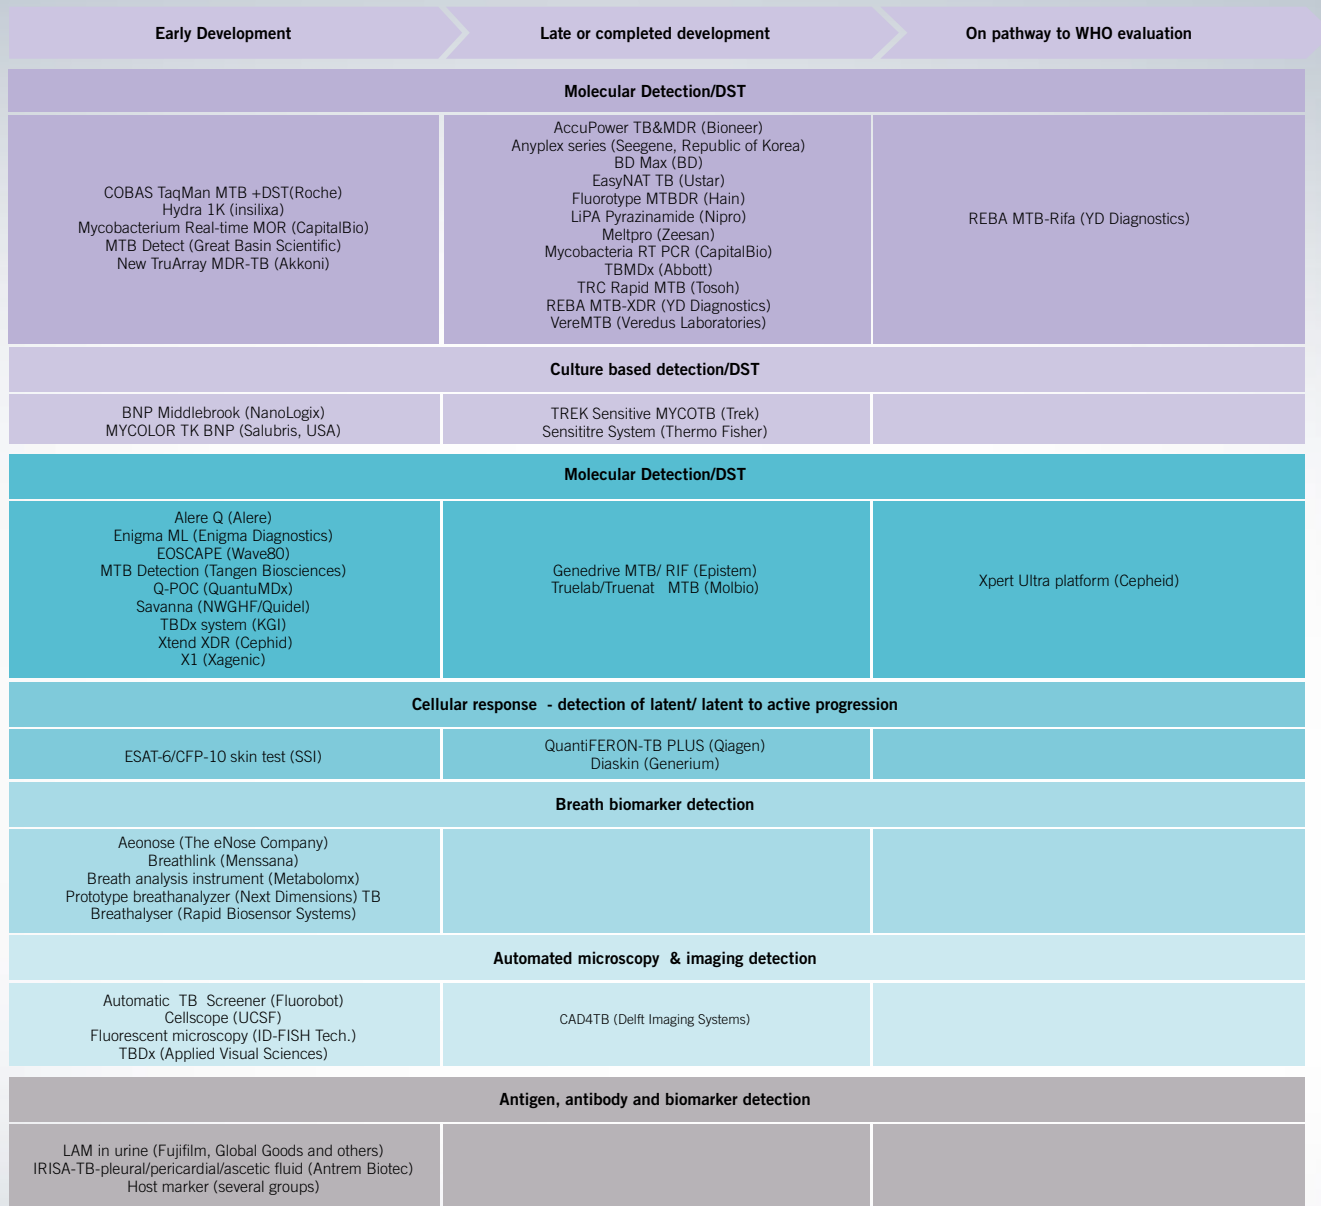 Early Development
Late or completed development
On pathway to WHO evaluation
Molecular Detection/DST
COBAS TaqMan MTB +DST(Roche)
Hydra 1K (insilixa)
Mycobacterium Real-time MOR (CapitalBio)
MTB Detect (Great Basin Scientific)
New TruArray MDR-TB (Akkoni)
AccuPower TB&MDR (Bioneer)
Anyplex series (Seegene, Republic of Korea)
BD Max (BD)
EasyNAT TB (Ustar)
Fluorotype MTBDR (Hain)
LiPA Pyrazinamide (Nipro)
Meltpro (Zeesan)
Mycobacteria RT PCR (CapitalBio)
TBMDx (Abbott)
TRC Rapid MTB (Tosoh)
REBA MTB-XDR (YD Diagnostics)
VereMTB (Veredus Laboratories)
REBA MTB-Rifa (YD Diagnostics)
Culture based detection/DST
BNP Middlebrook (NanoLogix)
MYCOLOR TK BNP (Salubris, USA)
TREK Sensitive MYCOTB (Trek)
Sensititre System (Thermo Fisher)
Molecular Detection/DST
Alere Q (Alere)
Enigma ML (Enigma Diagnostics)
EOSCAPE (Wave80)
MTB Detection (Tangen Biosciences)
Q-POC (QuantuMDx)
Savanna (NWGHF/Quidel)
TBDx system (KGI)
Xtend XDR (Cephid)
X1 (Xagenic)
Genedrive MTB/ RIF (Epistem)
Truelab/Truenat MTB (Molbio)
Xpert Ultra platform (Cepheid)
Cellular response - detection of latent/ latent to active progression
ESAT-6/CFP-10 skin test (SSI)
QuantiFERON-TB PLUS (Qiagen)
Diaskin (Generium)
Breath biomarker detection
Aeonose (The eNose Company)
Breathlink (Menssana)
Breath analysis instrument (Metabolomx)
Prototype breathanalyzer (Next Dimensions) TB
Breathalyser (Rapid Biosensor Systems)
Automated microscopy & imaging detection
Automatic TB Screener (Fluorobot)
Cellscope (UCSF)
Fluorescent microscopy (ID-FISH Tech.)
TBDx (Applied Visual Sciences)
CAD4TB (Delft Imaging Systems)
Antigen, antibody and biomarker detection
LAM in urine (Fujifilm, Global Goods and others)
IRISA-TB-pleural/pericardial/ascetic fluid (Antrem Biotec)
Host marker (several groups)